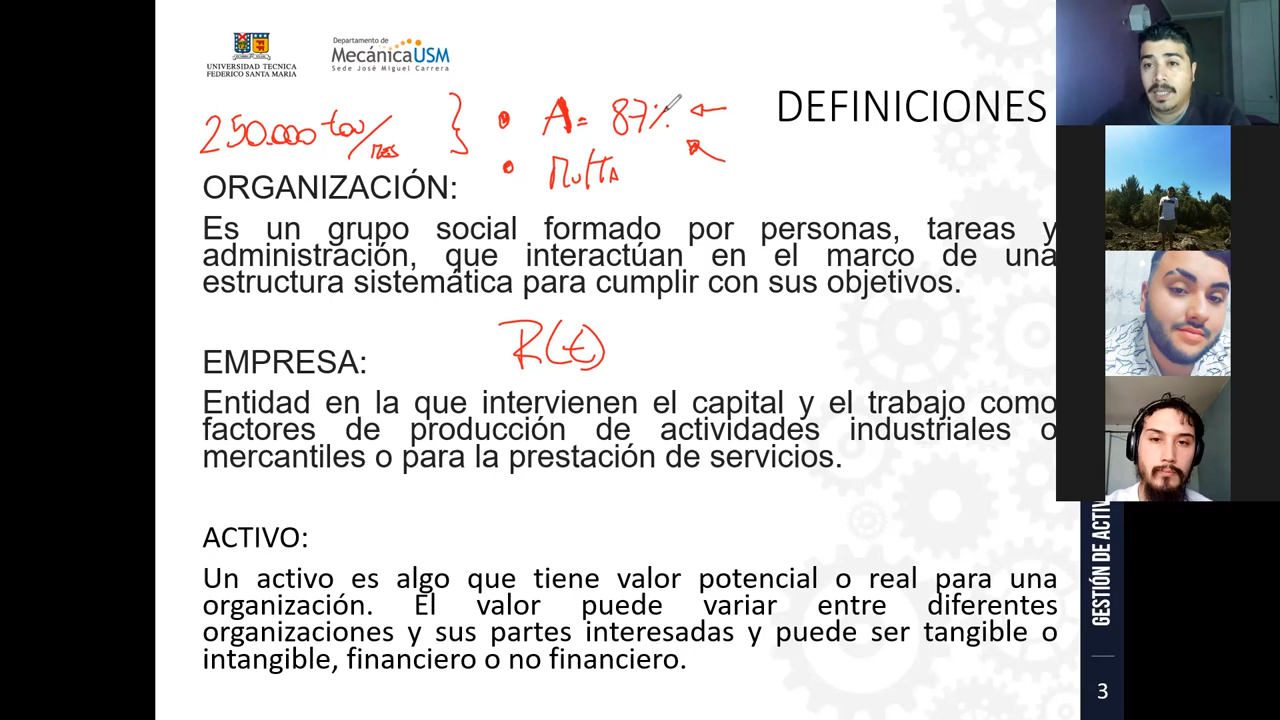 UNIVERSIDAD TECNICA
FEDERICO SANTA MARIA
Departamento de
MecánicaUSM
Sede José Miguel Carrera
DEFINICIONES
250.000 ton/mes
• A = 87%
• MultA
ORGANIZACIÓN:
Es un grupo social formado por personas, tareas y
administración, que interactúan en el marco de una
estructura sistemática para cumplir con sus objetivos.
R(t)
EMPRESA:
Entidad en la que intervienen el capital y el trabajo como
factores de producción de actividades industriales o
mercantiles o para la prestación de servicios.
ACTIVO:
Un activo es algo que tiene valor potencial o real para una
organización. El valor puede variar entre diferentes
organizaciones y sus partes interesadas y puede ser tangible o
intangible, financiero o no financiero.
GESTIÓN DE ACTIV
3